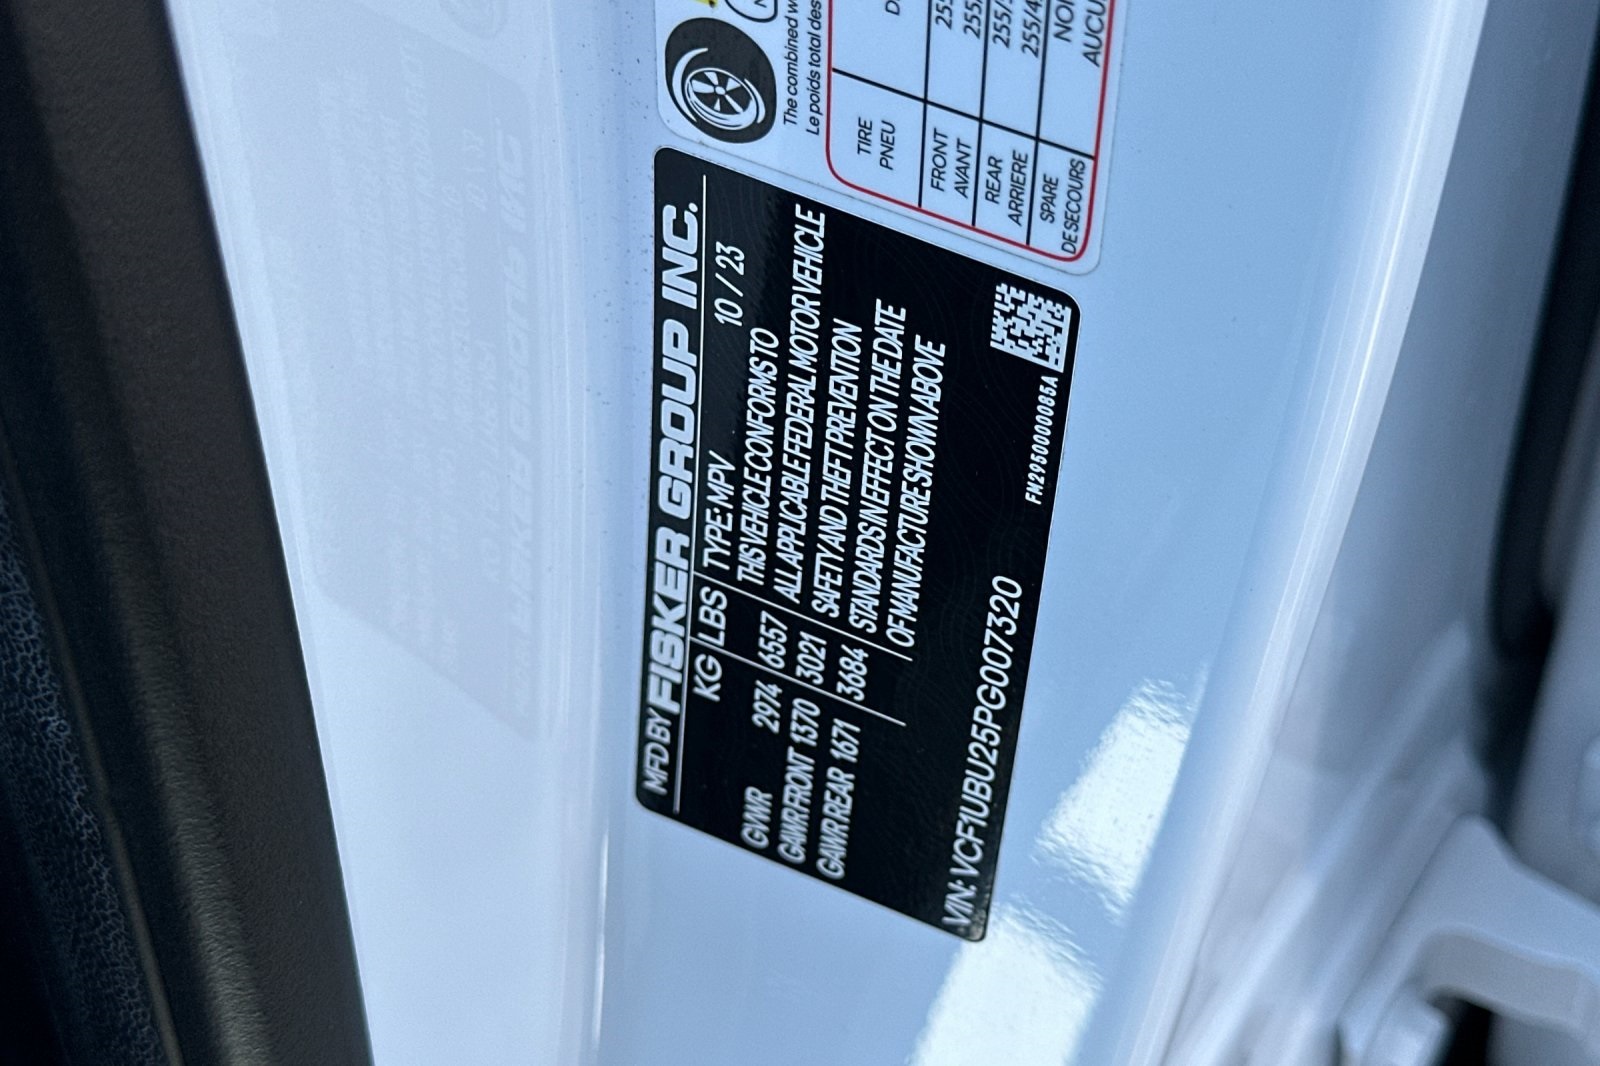 The combined w
Le poids total des
TIRE
PNEU
FRONT
AVANT
255
REAR
ARRIERE
255/
255/4
SPARE
DE SECOURS
AUCU
MFD BY FISKER GROUP INC.
KG LBS TYPE: MPV 10 / 23
GVWR 2974 6557
GAWR FRONT 1370 3021
GAWR REAR 1671 3684
THIS VEHICLE CONFORMS TO
ALL APPLICABLE FEDERAL MOTOR VEHICLE
SAFETY AND THEFT PREVENTION
STANDARDS IN EFFECT ON THE DATE
OF MANUFACTURE SHOWN ABOVE
VIN: VCF1UBU25PG007320
FM29500000085A